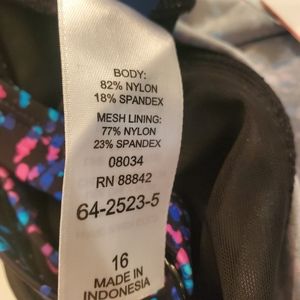 BODY:
82% NYLON
18% SPANDEX
MESH LINING:
77% NYLON
23% SPANDEX
08034
RN 88842
64-2523-5
16
MADE IN
INDONESIA